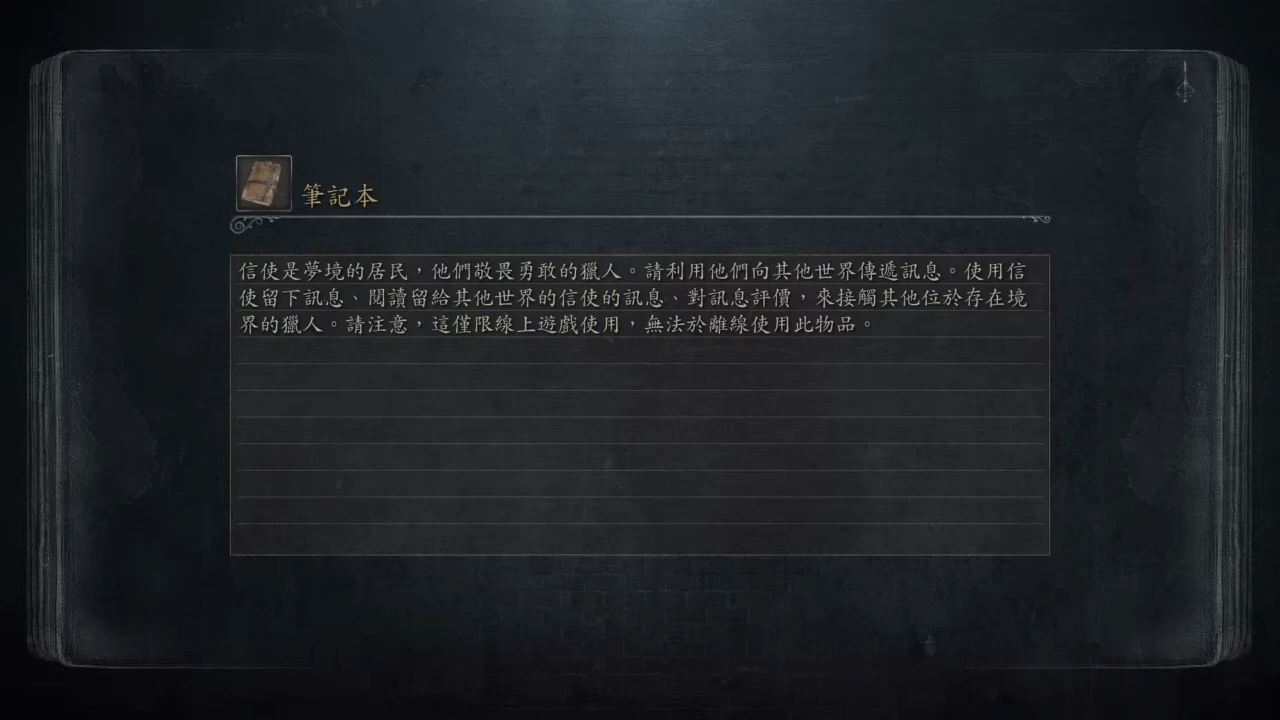 筆記本
信使是夢境的居民，他們敬畏勇敢的獵人。請利用他們向其他世界傳遞訊息。使用信
使留下訊息、閱讀留給其他世界的信使的訊息、對訊息評價，來接觸其他位於存在境
界的獵人。請注意，這僅限線上遊戲使用，無法於離線使用此物品。